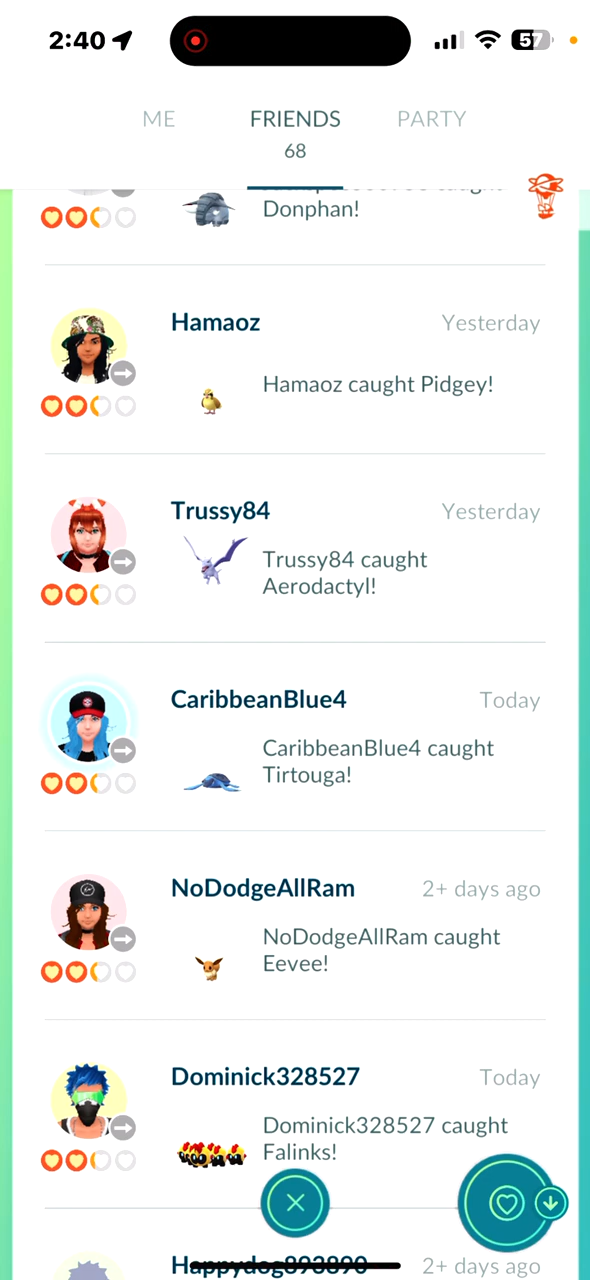 2:40
57
ME
FRIENDS
PARTY
68
caught
Donphan!
Hamaoz
Yesterday
Hamaoz caught Pidgey!
Trussy84
Yesterday
Trussy84 caught
Aerodactyl!
CaribbeanBlue4
Today
CaribbeanBlue4 caught
Tirtouga!
NoDodgeAllRam
2+ days ago
NoDodgeAllRam caught
Eevee!
Dominick328527
Today
Dominick328527 caught
Falinks!
Happydog893890
2+ days ago